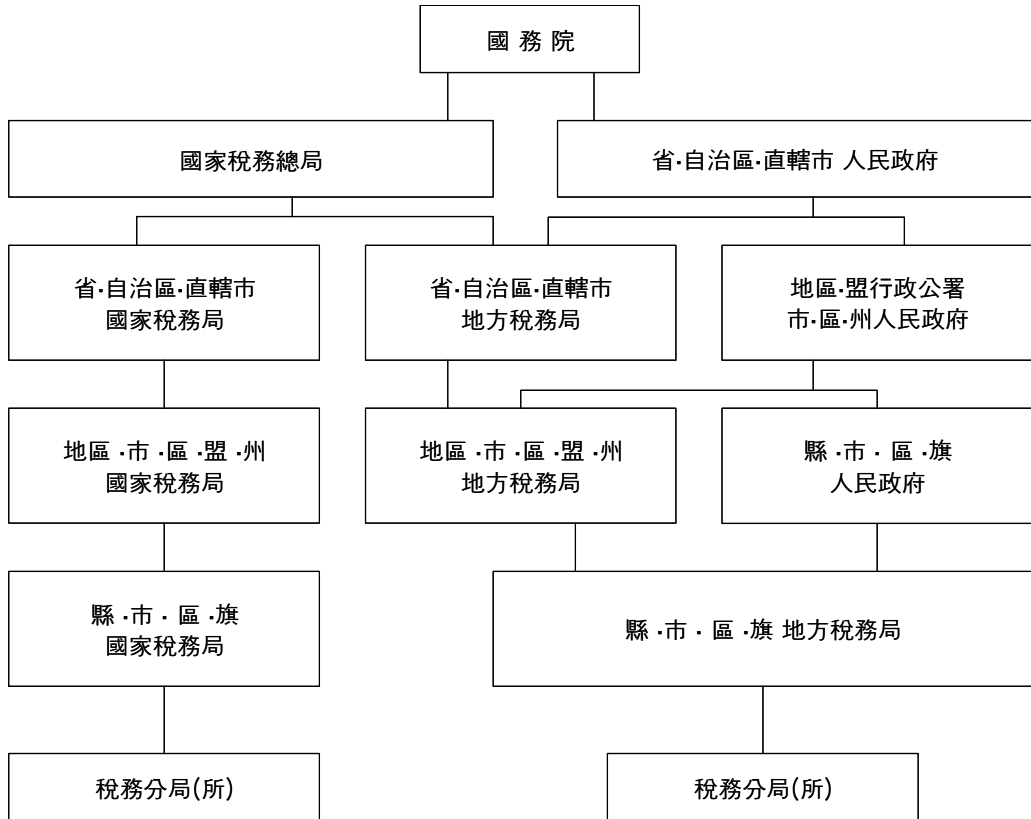 國 務 院
國家稅務總局
省·自治區·直轄市 人民政府
省·自治區·直轄市
國家稅務局
省·自治區·直轄市
地方稅務局
地區·盟行政公署
市·區·州人民政府
地區 ·市 ·區 ·盟 ·州
國家稅務局
地區 ·市 ·區 ·盟 ·州
地方稅務局
縣 ·市 · 區 ·旗
人民政府
縣 ·市 · 區 ·旗
國家稅務局
縣 ·市 · 區 ·旗 地方稅務局
稅務分局(所)
稅務分局(所)